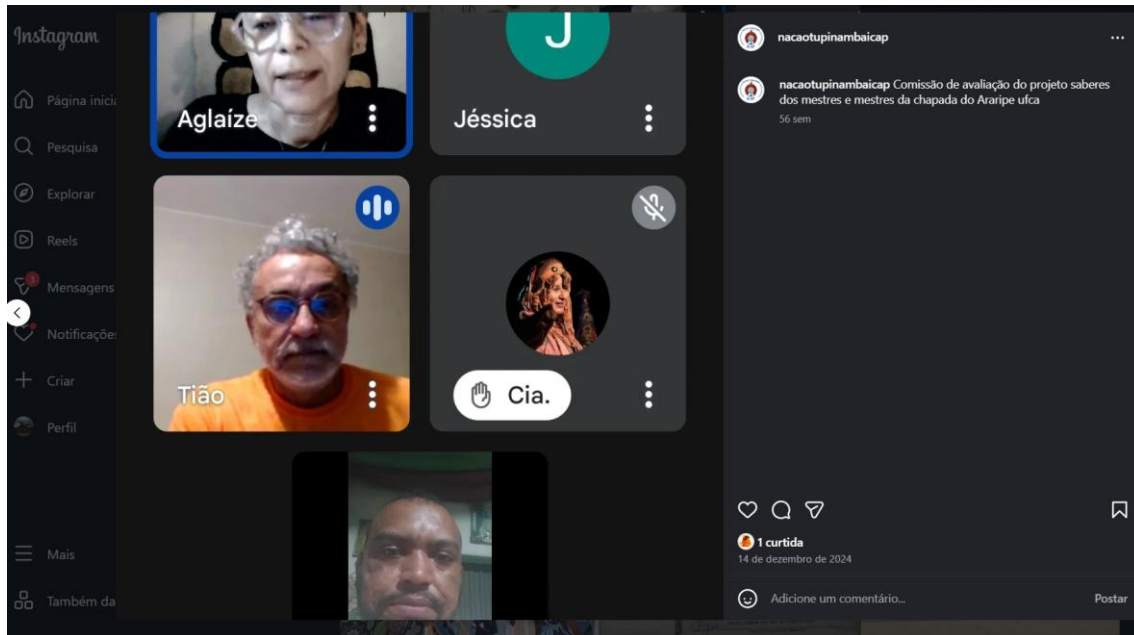 Instagram
Página inicia
Pesquisa
Explorar
Reels
3
Mensagens
Notificações
Criar
Perfil
Mais
Também da
Aglaíze
J
Jéssica
Tião
Cia.
nacaotupinambaicap
nacaotupinambaicap Comissão de avaliação do projeto saberes
dos mestres e mestres da chapada do Araripe ufca
56 sem
1 curtida
14 de dezembro de 2024
Adicione um comentário...
Postar